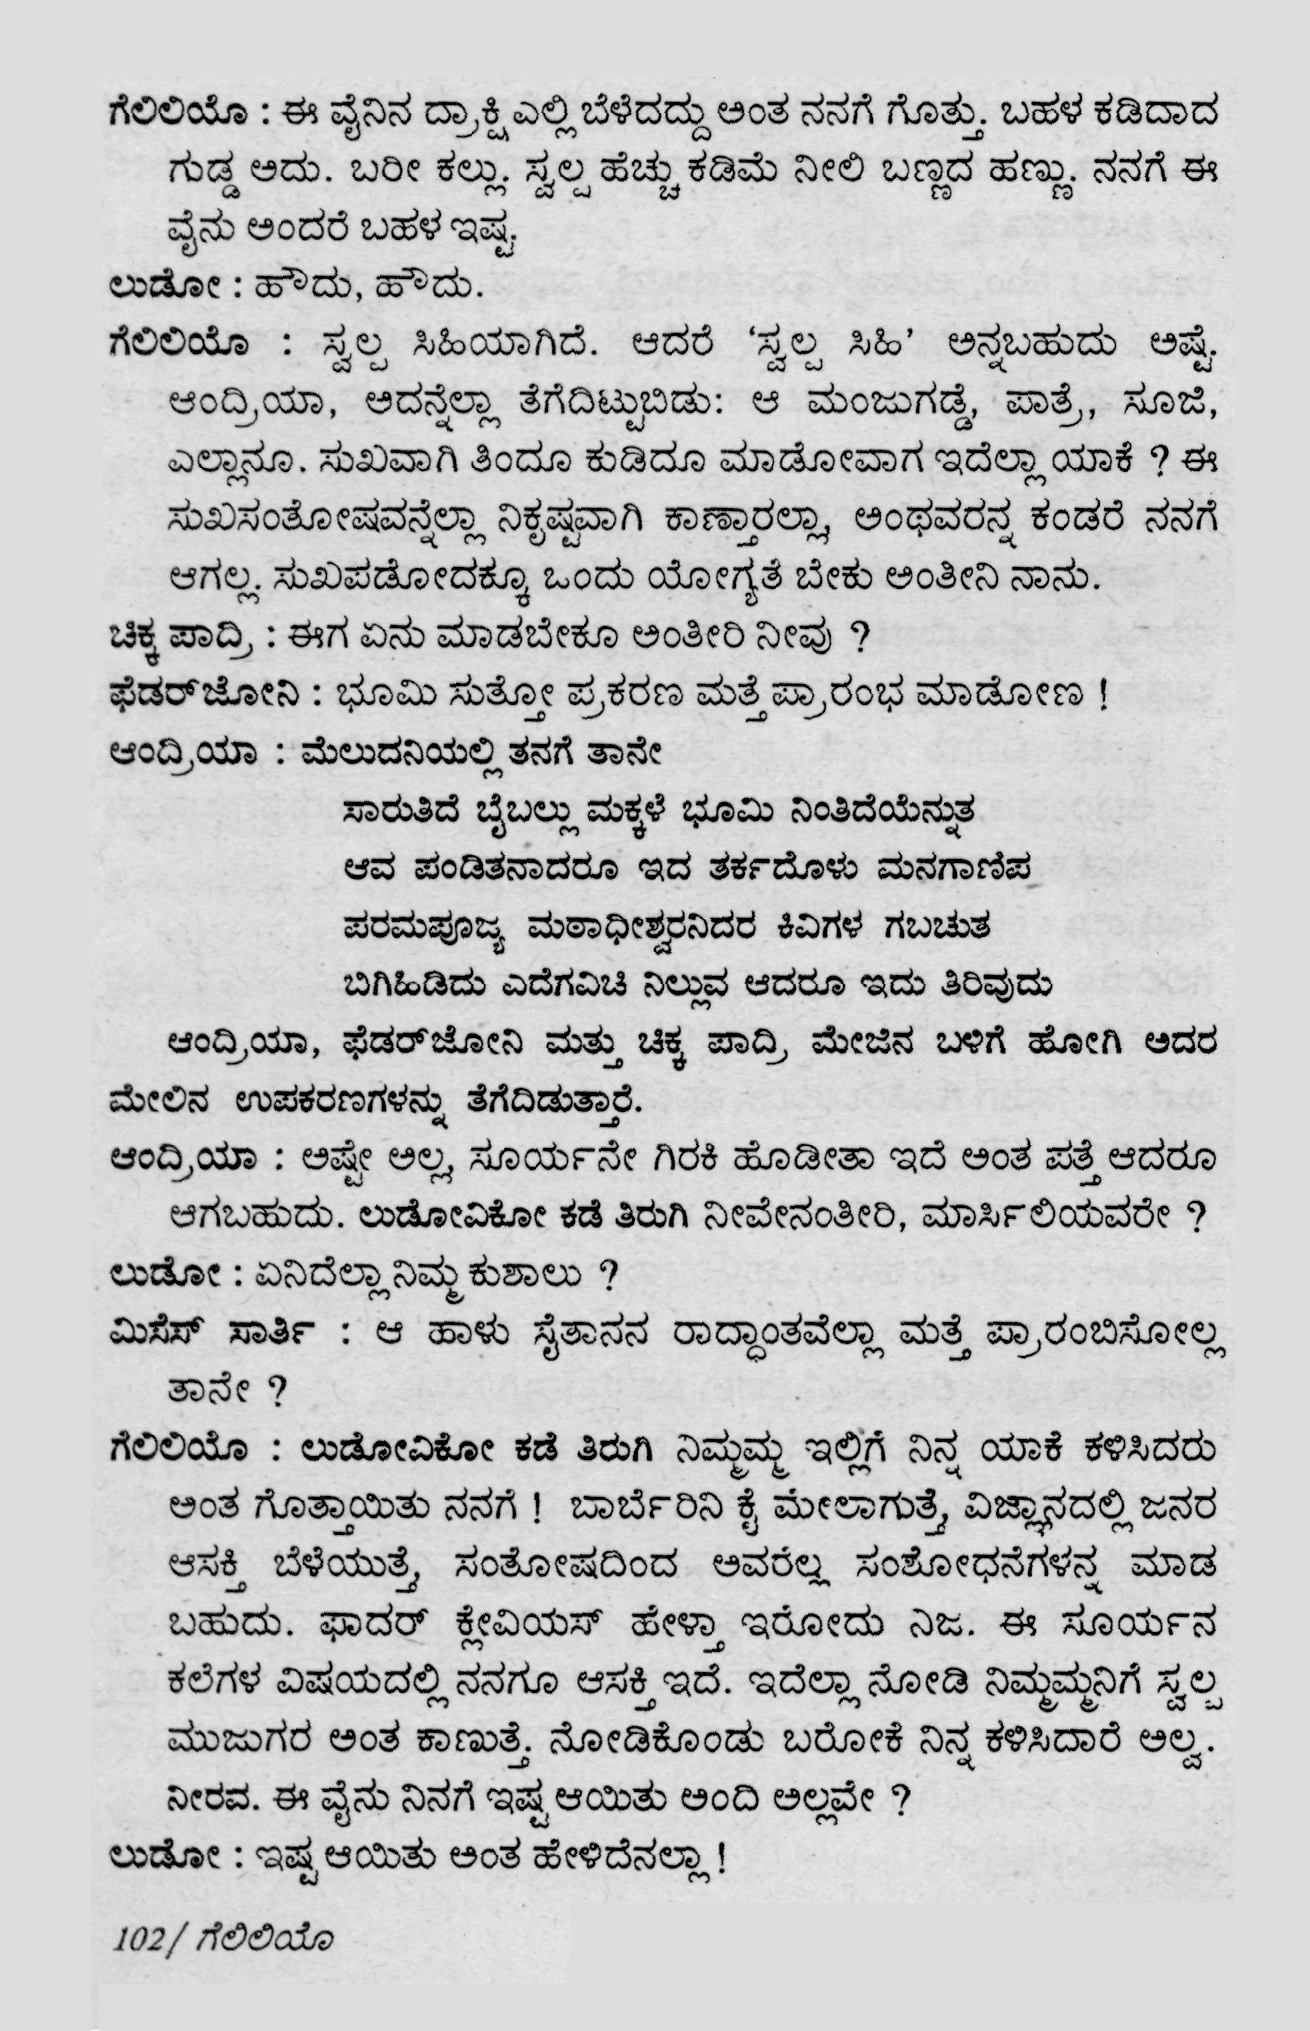 ಗೆಲಿಲಿಯೊ : ಈ ವೈನಿನ ದ್ರಾಕ್ಷಿ ಎಲ್ಲಿ ಬೆಳೆದದ್ದು ಅಂತ ನನಗೆ ಗೊತ್ತು. ಬಹಳ ಕಡಿದಾದ
ಗುಡ್ಡ ಅದು. ಬರೀ ಕಲ್ಲು. ಸ್ವಲ್ಪ ಹೆಚ್ಚು ಕಡಿಮೆ ನೀಲಿ ಬಣ್ಣದ ಹಣ್ಣು. ನನಗೆ ಈ
ವೈನು ಅಂದರೆ ಬಹಳ ಇಷ್ಟ.
ಲುಡೋ : ಹೌದು, ಹೌದು.
ಗೆಲಿಲಿಯೊ : ಸ್ವಲ್ಪ ಸಿಹಿಯಾಗಿದೆ. ಆದರೆ ‘ಸ್ವಲ್ಪ ಸಿಹಿ’ ಅನ್ನಬಹುದು ಅಷ್ಟೆ.
ಆಂದ್ರಿಯಾ, ಅದನ್ನೆಲ್ಲಾ ತೆಗೆದಿಟ್ಟುಬಿಡು: ಆ ಮಂಜುಗಡ್ಡೆ, ಪಾತ್ರೆ, ಸೂಜಿ,
ಎಲ್ಲಾನೂ. ಸುಖವಾಗಿ ತಿಂದೂ ಕುಡಿದೂ ಮಾಡೋವಾಗ ಇದೆಲ್ಲಾ ಯಾಕೆ ? ಈ
ಸುಖಸಂತೋಷವನ್ನೆಲ್ಲಾ ನಿಕೃಷ್ಟವಾಗಿ ಕಾಣ್ತಾರಲ್ಲಾ, ಅಂಥವರನ್ನ ಕಂಡರೆ ನನಗೆ
ಆಗಲ್ಲ. ಸುಖಪಡೋದಕ್ಕೂ ಒಂದು ಯೋಗ್ಯತೆ ಬೇಕು ಅಂತೀನಿ ನಾನು.
ಚಿಕ್ಕ ಪಾದ್ರಿ : ಈಗ ಏನು ಮಾಡಬೇಕೂ ಅಂತೀರಿ ನೀವು ?
ಫೆಡರ್‌ಜೋನಿ : ಭೂಮಿ ಸುತ್ತೋ ಪ್ರಕರಣ ಮತ್ತೆ ಪ್ರಾರಂಭ ಮಾಡೋಣ !
ಆಂದ್ರಿಯಾ : ಮೆಲುದನಿಯಲ್ಲಿ ತನಗೆ ತಾನೇ
ಸಾರುತಿದೆ ಬೈಬಲ್ಲು ಮಕ್ಕಳೆ ಭೂಮಿ ನಿಂತಿದೆಯೆನ್ನುತ
ಆವ ಪಂಡಿತನಾದರೂ ಇದ ತರ್ಕದೊಳು ಮನಗಾಣಿಪ
ಪರಮಪೂಜ್ಯ ಮಠಾಧೀಶ್ವರನಿದರ ಕಿವಿಗಳ ಗಬಚುತ
ಬಿಗಿಹಿಡಿದು ಎದೆಗವಿಚಿ ನಿಲ್ಲುವ ಆದರೂ ಇದು ತಿರಿವುದು
ಆಂದ್ರಿಯಾ, ಫೆಡರ್‌ಜೋನಿ ಮತ್ತು ಚಿಕ್ಕ ಪಾದ್ರಿ ಮೇಜಿನ ಬಳಿಗೆ ಹೋಗಿ ಅದರ
ಮೇಲಿನ ಉಪಕರಣಗಳನ್ನು ತೆಗೆದಿಡುತ್ತಾರೆ.
ಆಂದ್ರಿಯಾ : ಅಷ್ಟೇ ಅಲ್ಲ, ಸೂರ್ಯನೇ ಗಿರಕಿ ಹೊಡೀತಾ ಇದೆ ಅಂತ ಪತ್ತೆ ಆದರೂ
ಆಗಬಹುದು. ಲುಡೋವಿಕೋ ಕಡೆ ತಿರುಗಿ ನೀವೇನಂತೀರಿ, ಮಾರ್ಸಿಲಿಯವರೇ ?
ಲುಡೋ : ಏನಿದೆಲ್ಲಾ ನಿಮ್ಮ ಕುಶಾಲು ?
ಮಿಸೆಸ್ ಸಾರ್ತಿ : ಆ ಹಾಳು ಸೈತಾನನ ರಾದ್ಧಾಂತವೆಲ್ಲಾ ಮತ್ತೆ ಪ್ರಾರಂಬಿಸೋಲ್ಲ
ತಾನೇ ?
ಗೆಲಿಲಿಯೊ : ಲುಡೋವಿಕೋ ಕಡೆ ತಿರುಗಿ ನಿಮ್ಮಮ್ಮ ಇಲ್ಲಿಗೆ ನಿನ್ನ ಯಾಕೆ ಕಳಿಸಿದರು
ಅಂತ ಗೊತ್ತಾಯಿತು ನನಗೆ ! ಬಾರ್ಬೆರಿನಿ ಕೈ ಮೇಲಾಗುತ್ತೆ, ವಿಜ್ಞಾನದಲ್ಲಿ ಜನರ
ಆಸಕ್ತಿ ಬೆಳೆಯುತ್ತೆ, ಸಂತೋಷದಿಂದ ಅವರೆಲ್ಲ ಸಂಶೋಧನೆಗಳನ್ನ ಮಾಡ
ಬಹುದು. ಫಾದರ್ ಕ್ಲೇವಿಯಸ್ ಹೇಳ್ತಾ ಇರೋದು ನಿಜ. ಈ ಸೂರ್ಯನ
ಕಲೆಗಳ ವಿಷಯದಲ್ಲಿ ನನಗೂ ಆಸಕ್ತಿ ಇದೆ. ಇದೆಲ್ಲಾ ನೋಡಿ ನಿಮ್ಮಮ್ಮನಿಗೆ ಸ್ವಲ್ಪ
ಮುಜುಗರ ಅಂತ ಕಾಣುತ್ತೆ. ನೋಡಿಕೊಂಡು ಬರೋಕೆ ನಿನ್ನ ಕಳಿಸಿದಾರೆ ಅಲ್ವ.
ನೀರವ. ಈ ವೈನು ನಿನಗೆ ಇಷ್ಟ ಆಯಿತು ಅಂದಿ ಅಲ್ಲವೇ ?
ಲುಡೋ : ಇಷ್ಟ ಆಯಿತು ಅಂತ ಹೇಳಿದೆನಲ್ಲಾ !
102/ ಗೆಲಿಲಿಯೊ